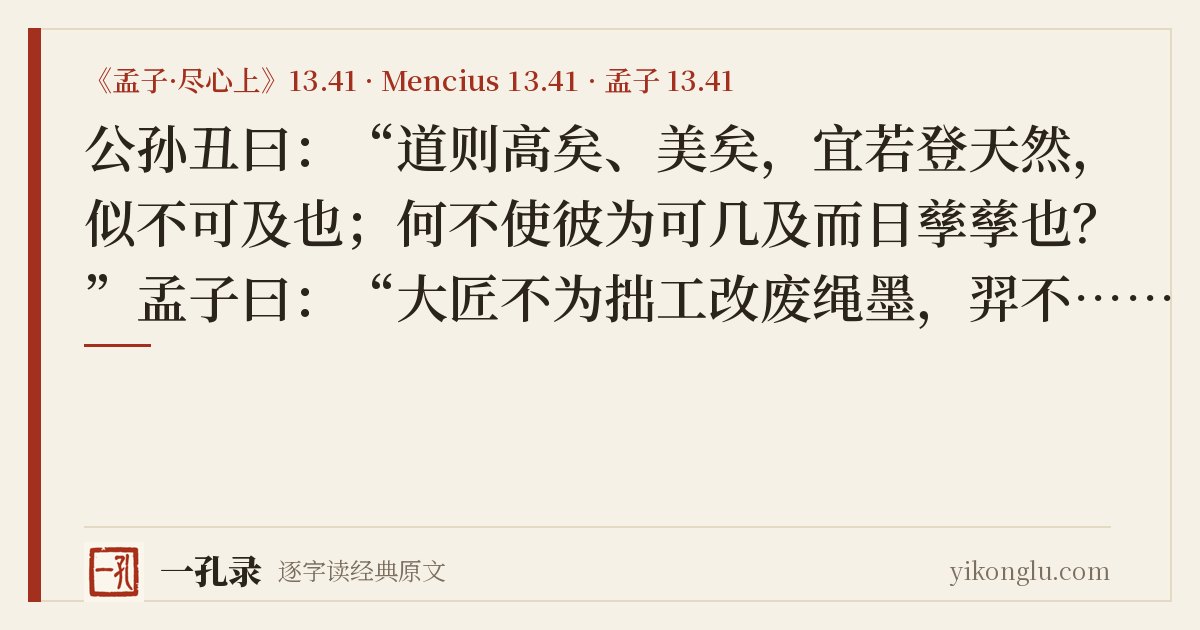 《孟子·尽心上》13.41 · Mencius 13.41 · 孟子 13.41
公孙丑曰：“道则高矣、美矣，宜若登天然，
似不可及也；何不使彼为可几及而日孳孳也？
”孟子曰：“大匠不为拙工改废绳墨，羿不……
一孔
一孔录 逐字读经典原文 yikonglu.com